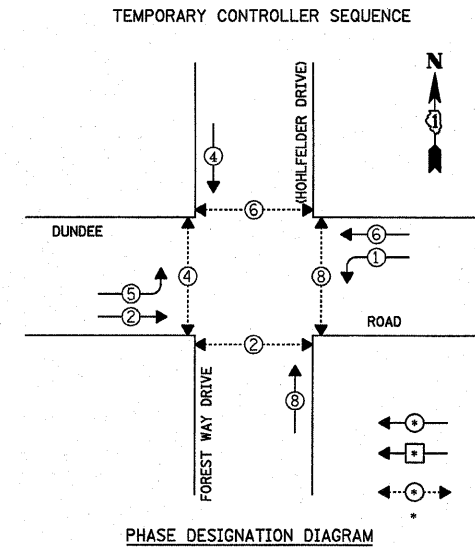 TEMPORARY CONTROLLER SEQUENCE
N
(HOHLFELDER DRIVE)
1
4
6
DUNDEE
6
1
4
8
5
2
ROAD
2
FOREST WAY DRIVE
8
*
*
*
*
PHASE DESIGNATION DIAGRAM